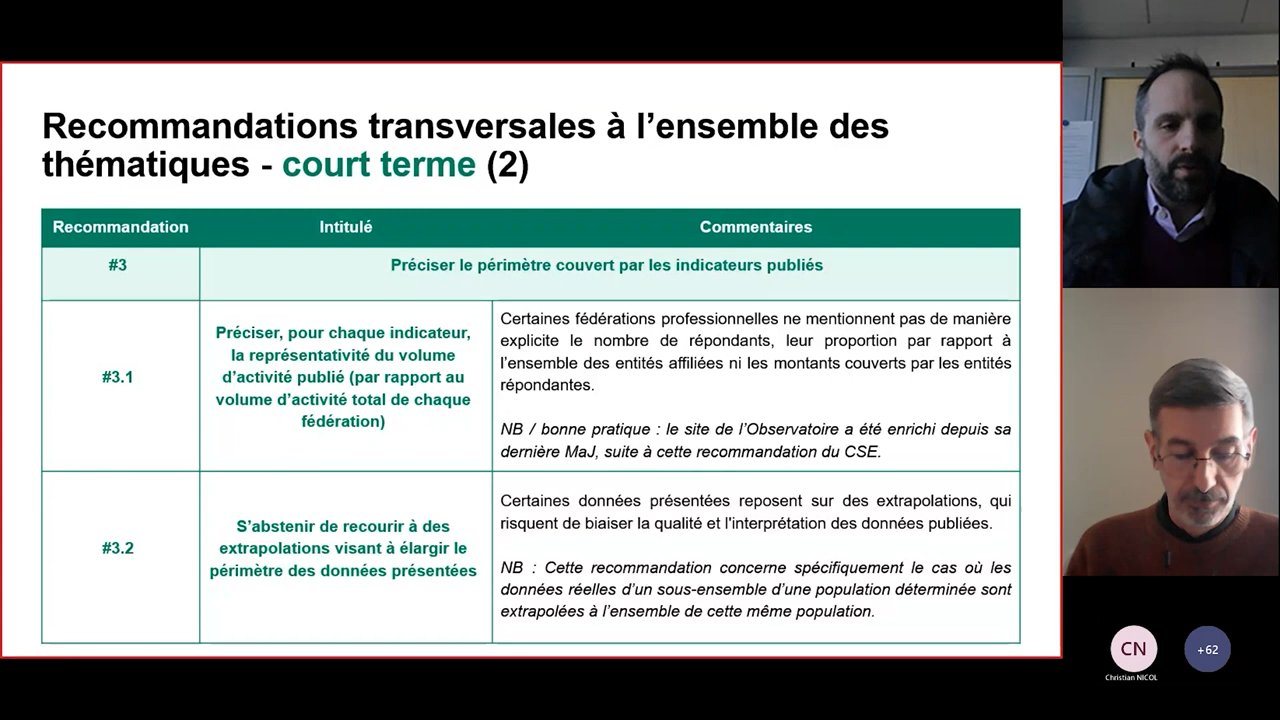 Recommandations transversales à l’ensemble des
thématiques - court terme (2)
Recommandation Intitulé Commentaires
#3 Préciser le périmètre couvert par les indicateurs publiés
#3.1
Préciser, pour chaque indicateur,
la représentativité du volume
d’activité publié (par rapport au
volume d’activité total de chaque
fédération)
Certaines fédérations professionnelles ne mentionnent pas de manière
explicite le nombre de répondants, leur proportion par rapport à
l’ensemble des entités affiliées ni les montants couverts par les entités
répondantes.
NB / bonne pratique : le site de l’Observatoire a été enrichi depuis sa
dernière MaJ, suite à cette recommandation du CSE.
#3.2
S’abstenir de recourir à des
extrapolations visant à élargir le
périmètre des données présentées
Certaines données présentées reposent sur des extrapolations, qui
risquent de biaiser la qualité et l'interprétation des données publiées.
NB : Cette recommandation concerne spécifiquement le cas où les
données réelles d’un sous-ensemble d’une population déterminée sont
extrapolées à l’ensemble de cette même population.
CN
+62
Christian NICOL